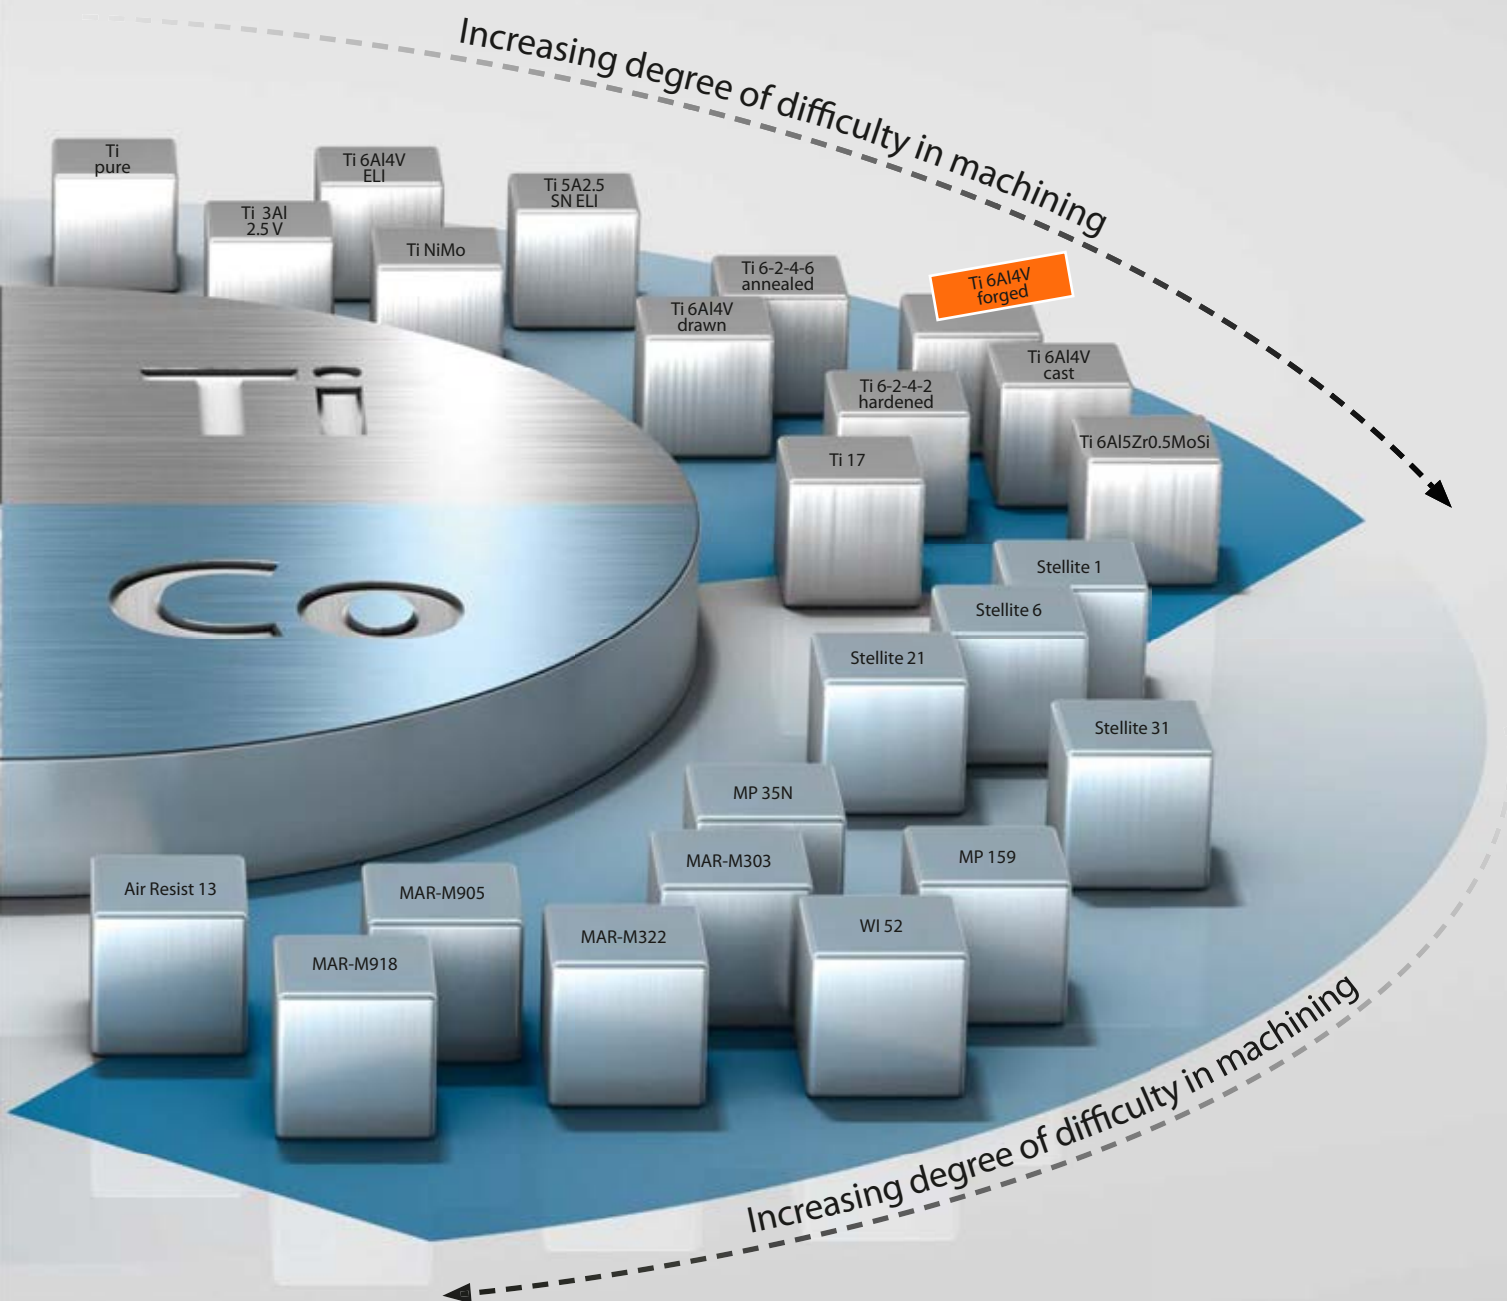 Increasing degree of difficulty in machining
Ti
pure
Ti 3Al
2.5 V
Ti 6Al4V
ELI
Ti NiMo
Ti 5A2.5
SN ELI
Ti 6Al4V
drawn
Ti 6-2-4-6
annealed
Ti 6Al4V
forged
Ti 6-2-4-2
hardened
Ti 6Al4V
cast
Ti 17
Ti 6Al5Zr0.5MoSi
Ti
Co
Stellite 1
Stellite 6
Stellite 21
Stellite 31
MP 35N
MP 159
MAR-M303
WI 52
MAR-M322
MAR-M905
MAR-M918
Air Resist 13
Increasing degree of difficulty in machining